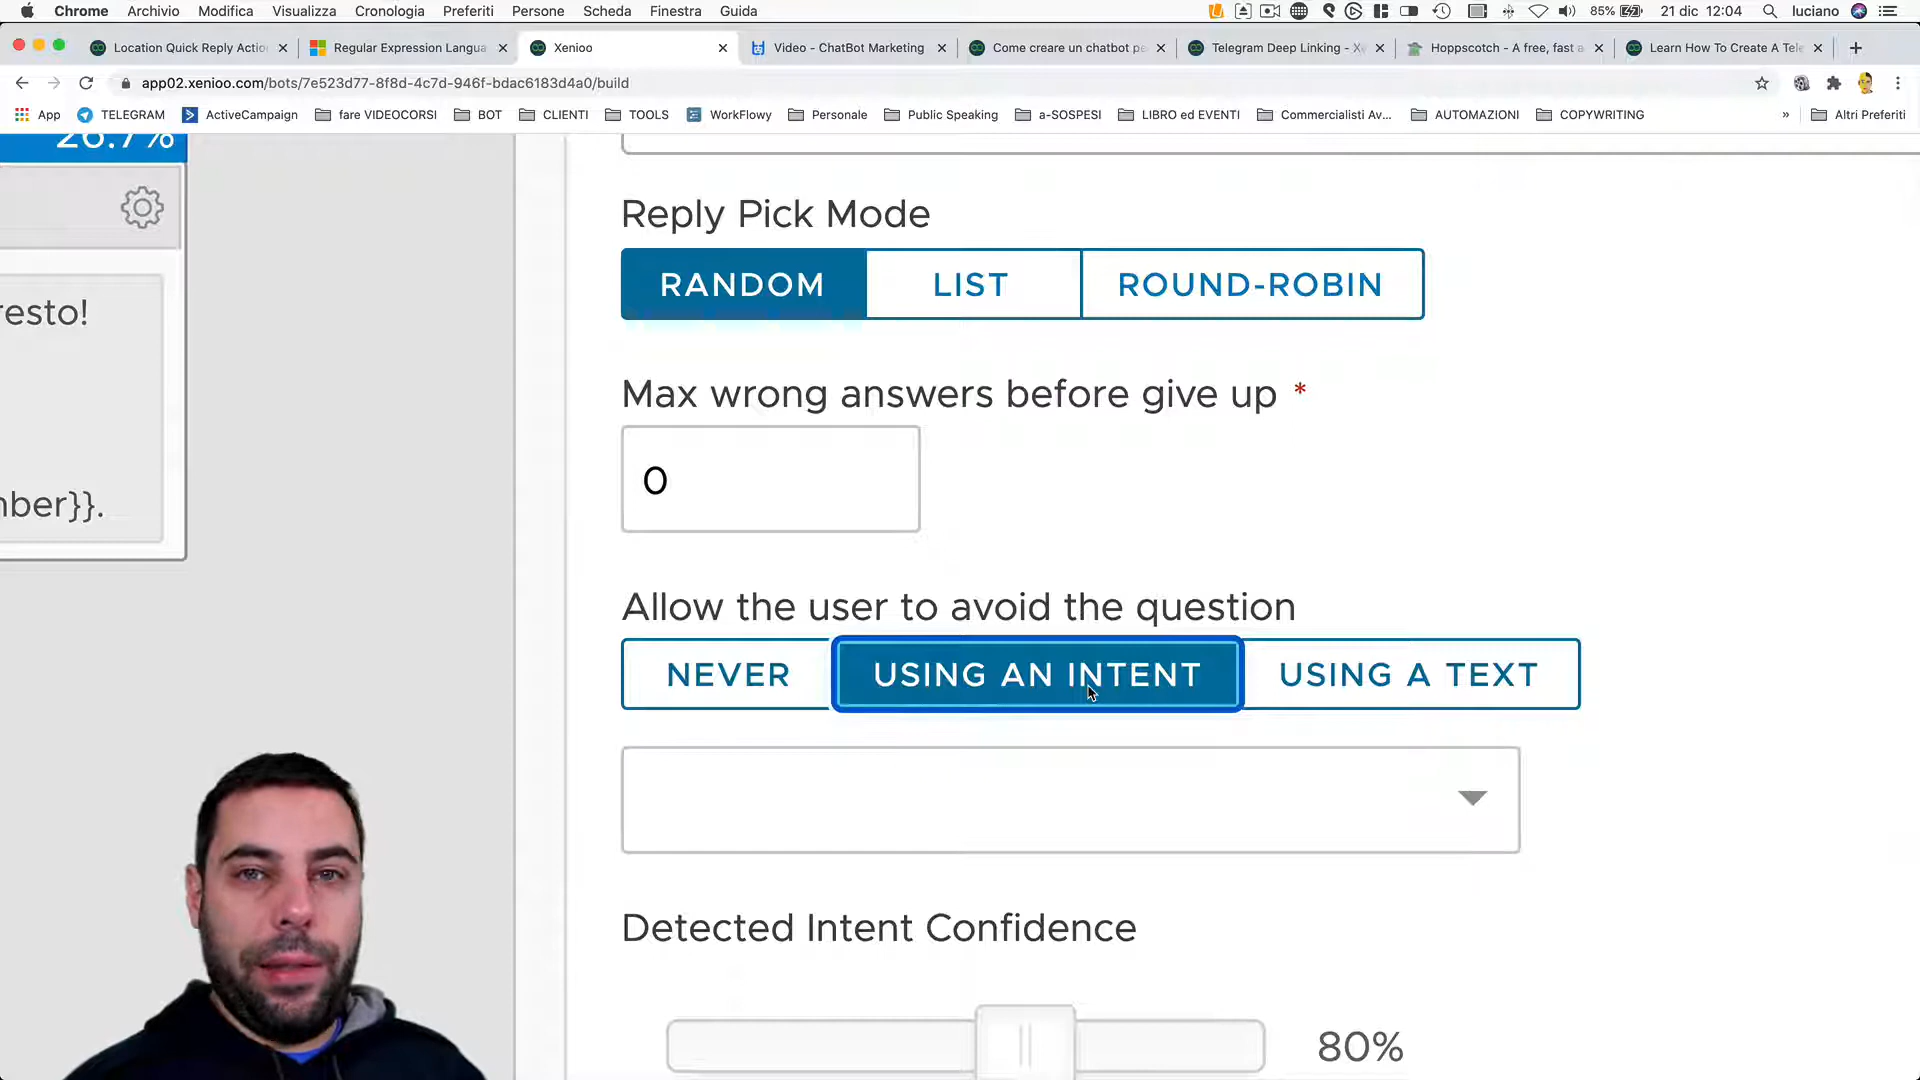 Chrome Archivio Modifica Visualizza Cronologia Preferiti Persone Scheda Finestra Guida 85% 21 dic 12:04 luciano
Location Quick Reply Actio Regular Expression Langua Xenioo Video - ChatBot Marketing Come creare un chatbot pe Telegram Deep Linking - Xe Hoppscotch - A free, fast a Learn How To Create A Tele
app02.xenioo.com/bots/7e523d77-8f8d-4c7d-946f-bdac6183d4a0/build
App TELEGRAM ActiveCampaign fare VIDEOCORSI BOT CLIENTI TOOLS WorkFlowy Personale Public Speaking a-SOSPESI LIBRO ed EVENTI Commercialisti Av... AUTOMAZIONI COPYWRITING » Altri Preferiti
26.7%
resto!
nber}}.
Reply Pick Mode
RANDOM LIST ROUND-ROBIN
Max wrong answers before give up *
0
Allow the user to avoid the question
NEVER USING AN INTENT USING A TEXT
Detected Intent Confidence
80%